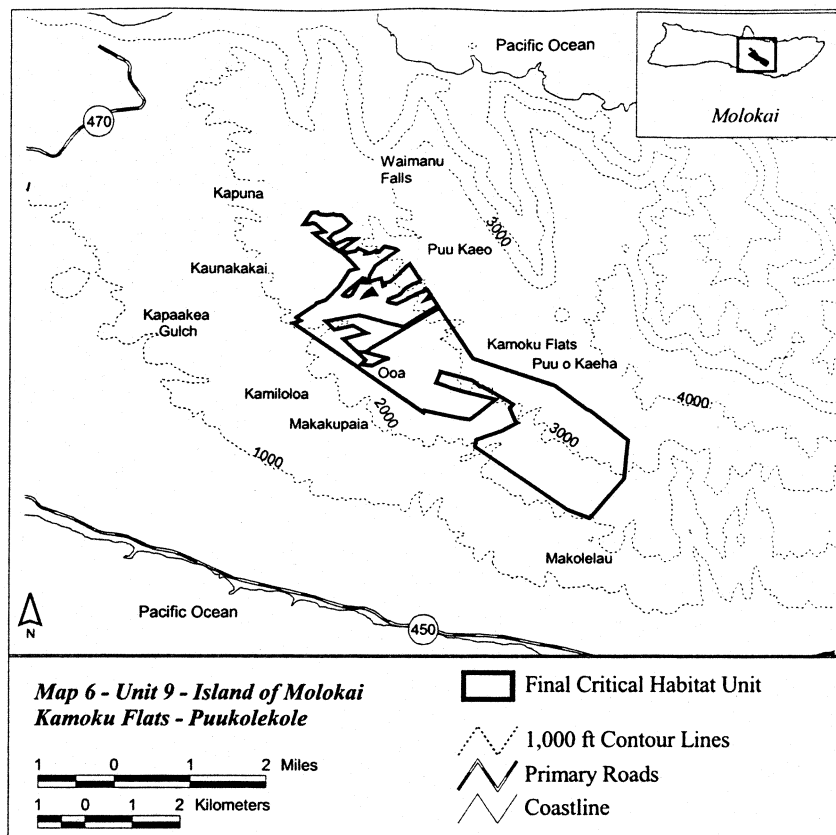 Pacific Ocean
Molokai
470
Waimanu
Falls
Kapuna
3000
Puu Kaeo
Kaunakakai
Kapaakea
Gulch
Kamoku Flats
Puu o Kaeha
Ooa
Kamiloloa
2000
4000
Makakupaia
3000
1000
Makolelau
Pacific Ocean
450
N
Map 6 - Unit 9 - Island of Molokai
Kamoku Flats - Puukolekole
1 0 1 2 Miles
1 0 1 2 Kilometers
Final Critical Habitat Unit
1,000 ft Contour Lines
Primary Roads
Coastline